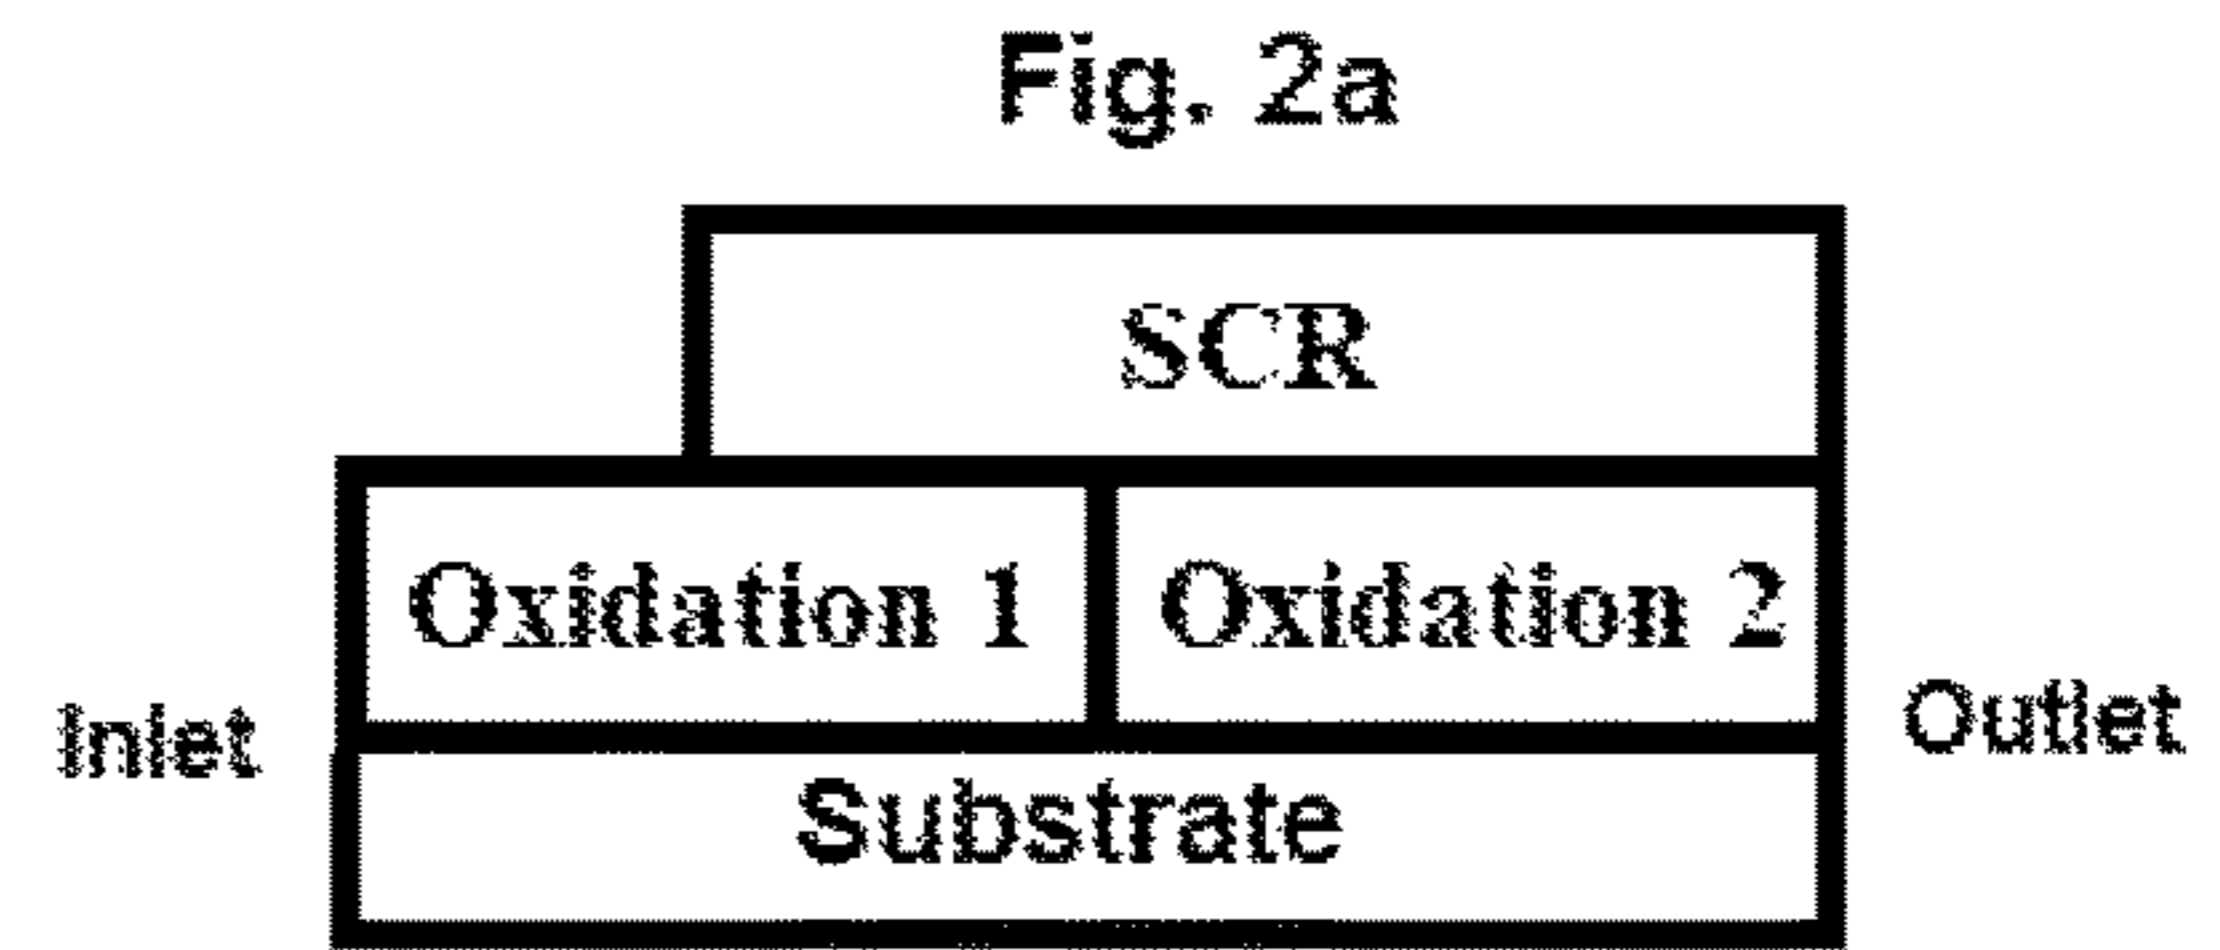 Fig. 2a
SCR
Oxidation 1
Oxidation 2
Inlet
Outlet
Substrate